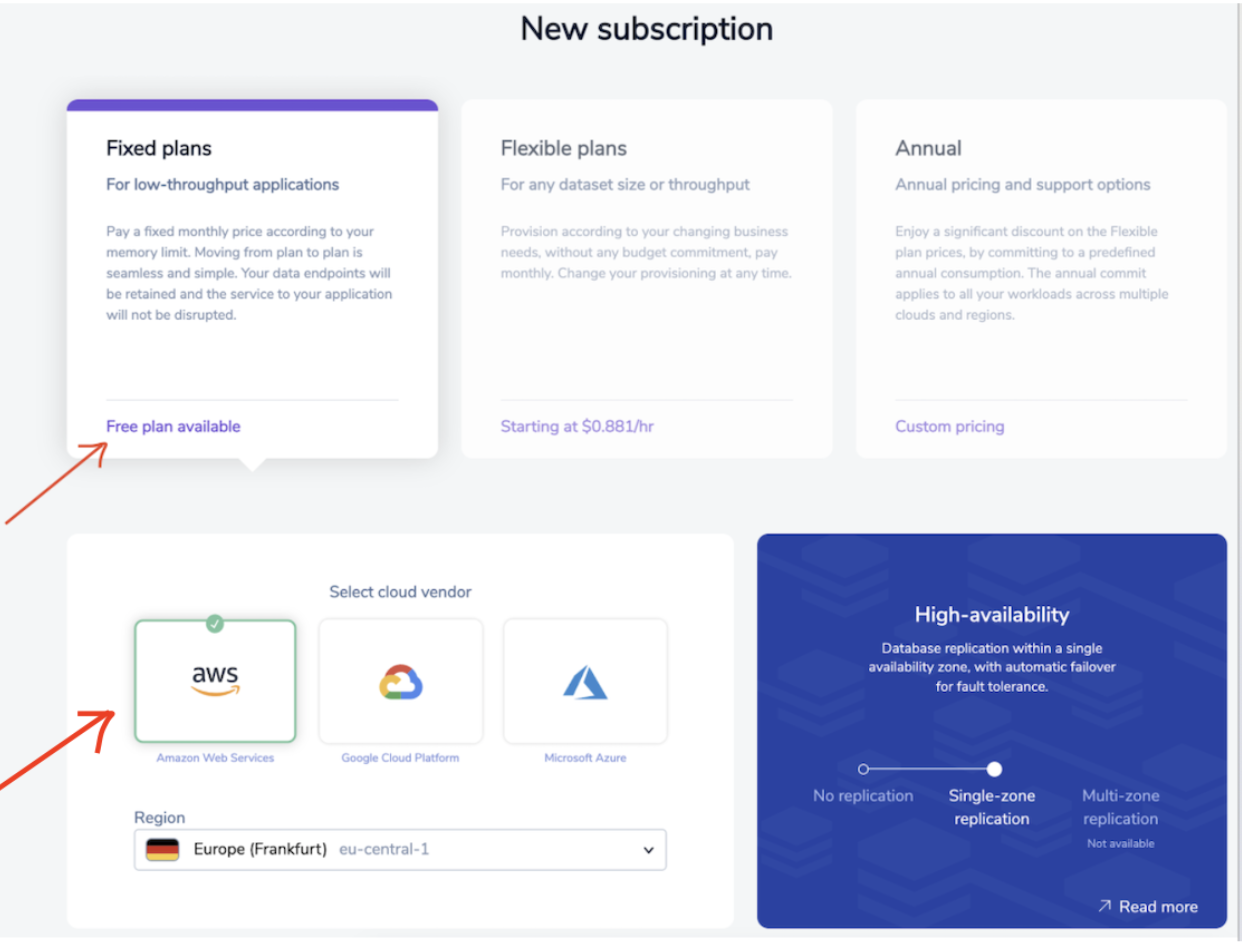 New subscription
Fixed plans
For low-throughput applications
Pay a fixed monthly price according to your
memory limit. Moving from plan to plan is
seamless and simple. Your data endpoints will
be retained and the service to your application
will not be disrupted.
Free plan available
Flexible plans
For any dataset size or throughput
Provision according to your changing business
needs, without any budget commitment, pay
monthly. Change your provisioning at any time.
Starting at $0.881/hr
Annual
Annual pricing and support options
Enjoy a significant discount on the Flexible
plan prices, by committing to a predefined
annual consumption. The annual commit
applies to all your workloads across multiple
clouds and regions.
Custom pricing
Select cloud vendor
aws
Amazon Web Services
Google Cloud Platform
Microsoft Azure
Region
Europe (Frankfurt) eu-central-1
High-availability
Database replication within a single
availability zone, with automatic failover
for fault tolerance.
No replication
Single-zone
replication
Multi-zone
replication
Not available
Read more